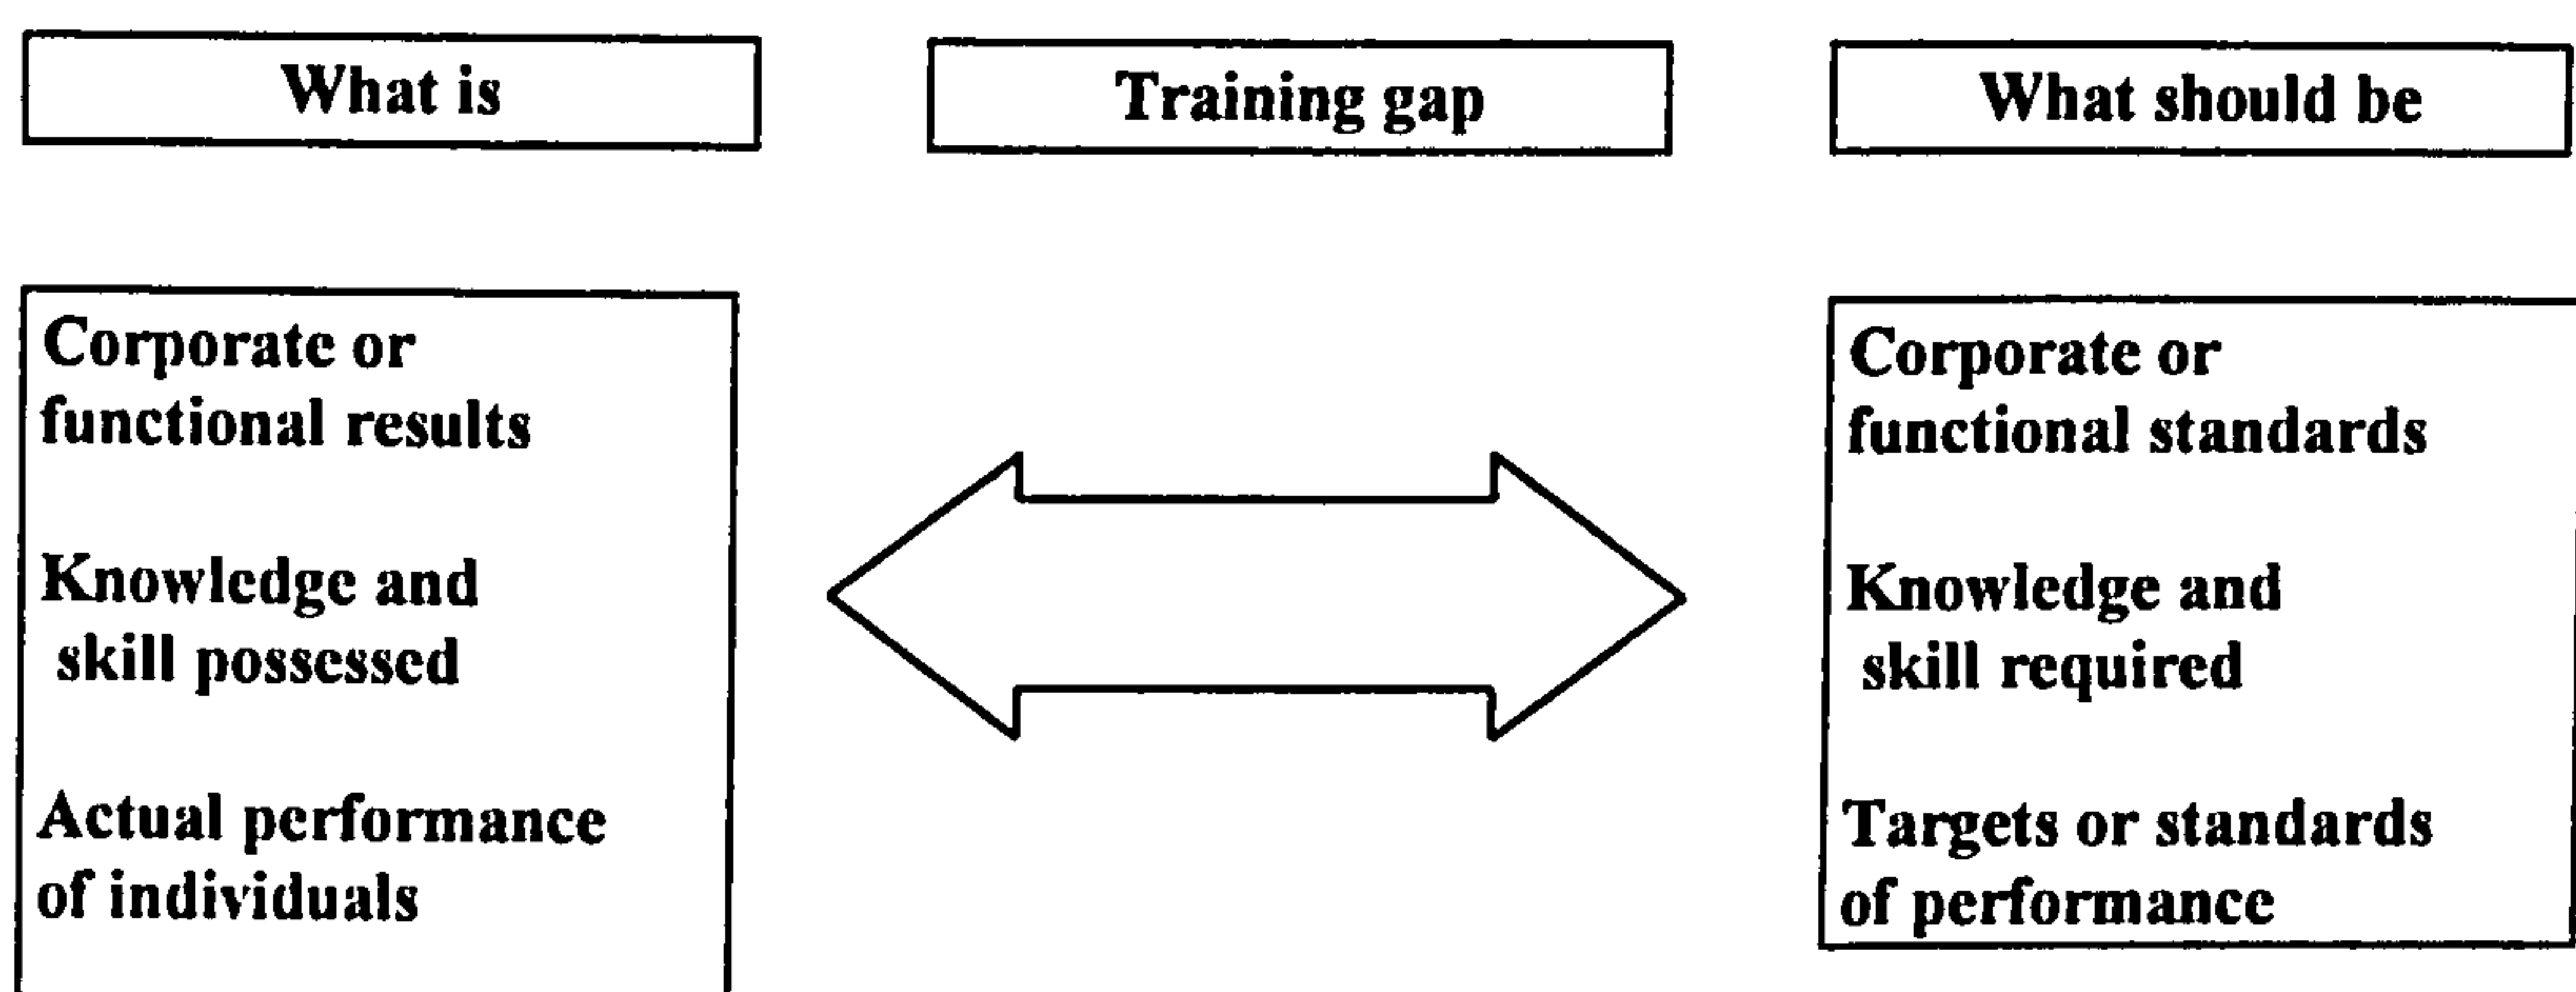 What is
Training gap
What should be
Corporate or
functional results
Knowledge and
skill possessed
Actual performance
of individuals
Corporate or
functional standards
Knowledge and
skill required
Targets or standards
of performance